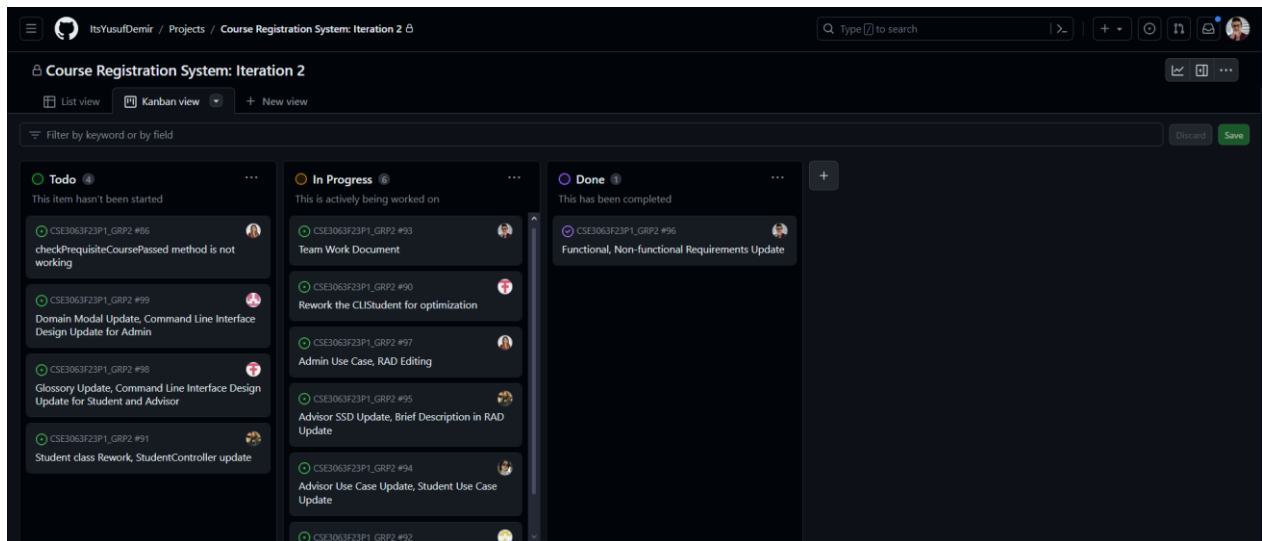 ItsYusufDemir / Projects / Course Registration System: Iteration 2
Type / to search
Course Registration System: Iteration 2
List view
Kanban view
+ New view
Filter by keyword or by field
Discard
Save
Todo 4
This item hasn't been started
CSE3063F23P1_GRP2 #86
checkPrequisiteCoursePassed method is not
working
CSE3063F23P1_GRP2 #99
Domain Modal Update, Command Line Interface
Design Update for Admin
CSE3063F23P1_GRP2 #98
Glossory Update, Command Line Interface Design
Update for Student and Advisor
CSE3063F23P1_GRP2 #91
Student class Rework, StudentController update
In Progress 6
This is actively being worked on
CSE3063F23P1_GRP2 #93
Team Work Document
CSE3063F23P1_GRP2 #90
Rework the CLIStudent for optimization
CSE3063F23P1_GRP2 #97
Admin Use Case, RAD Editing
CSE3063F23P1_GRP2 #95
Advisor SSD Update, Brief Description in RAD
Update
CSE3063F23P1_GRP2 #94
Advisor Use Case Update, Student Use Case
Update
CSE3063F23P1_GRP2 #92
Done 1
This has been completed
CSE3063F23P1_GRP2 #96
Functional, Non-functional Requirements Update